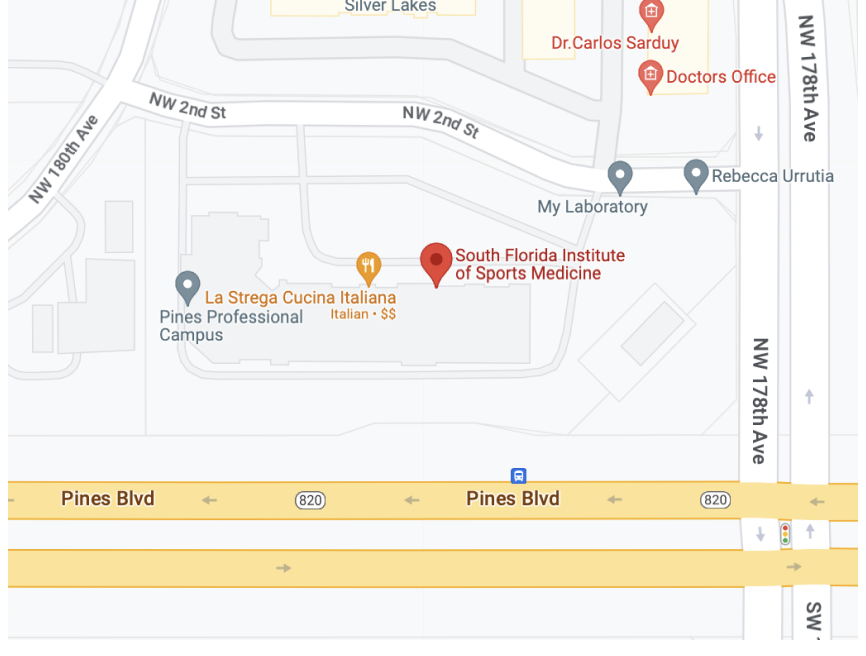 Silver Lakes
Dr.Carlos Sarduy
Doctors Office
NW 178th Ave
NW 2nd St
NW 2nd St
NW 180th Ave
Rebecca Urrutia
My Laboratory
South Florida Institute
of Sports Medicine
La Strega Cucina Italiana
Italian • $$
Pines Professional
Campus
NW 178th Ave
Pines Blvd
820
Pines Blvd
820
SW